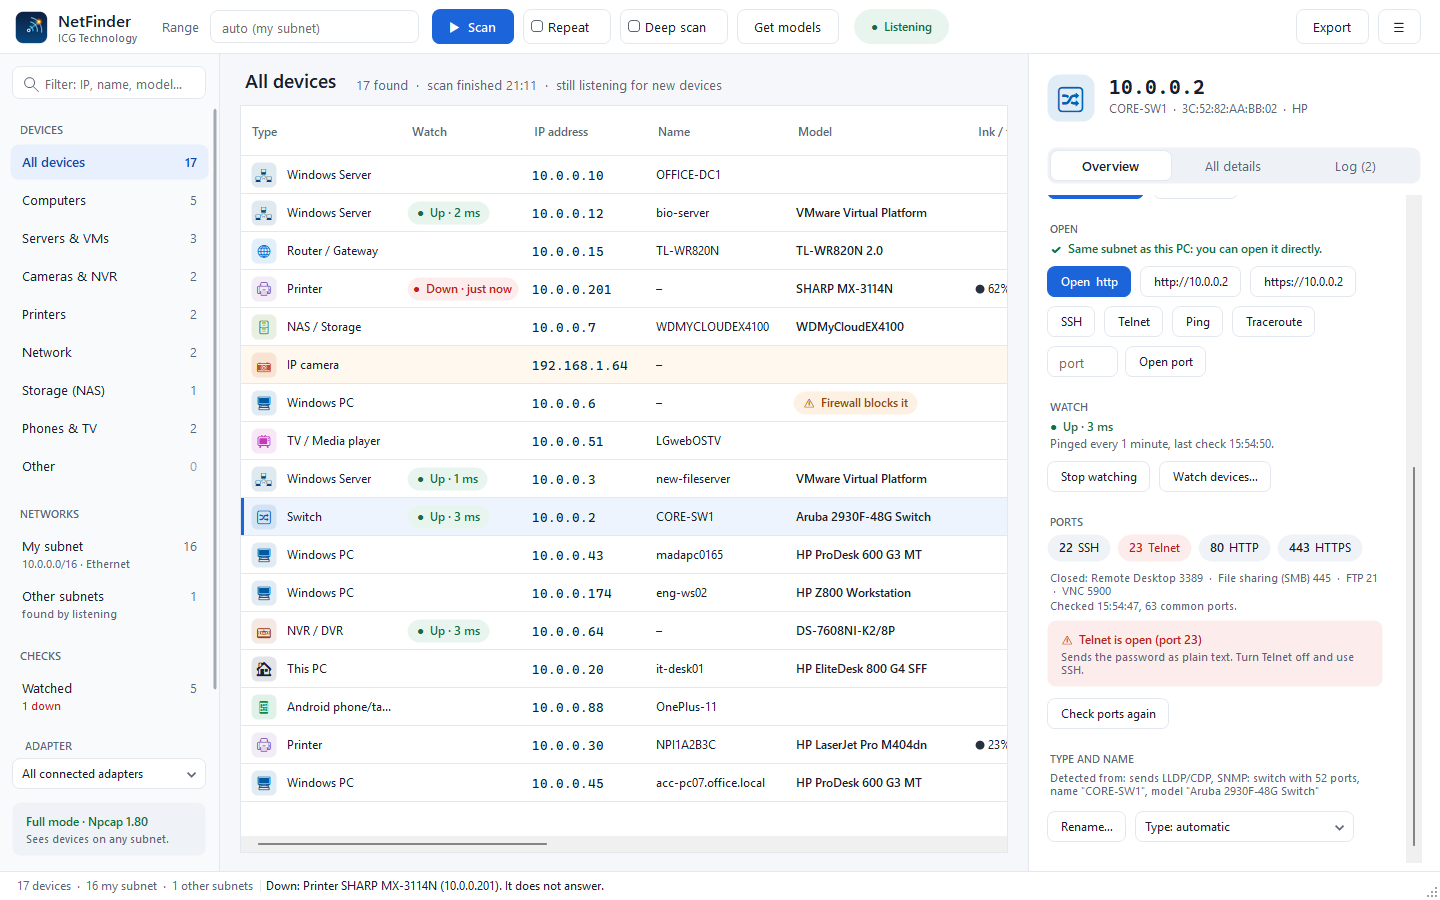 NetFinder
ICG Technology
Range
auto (my subnet)
Scan
Repeat
Deep scan
Get models
Listening
Export
Filter: IP, name, model...
DEVICES
All devices 17
Computers 5
Servers & VMs 3
Cameras & NVR 2
Printers 2
Network 2
Storage (NAS) 1
Phones & TV 2
Other 0
NETWORKS
My subnet 16
10.0.0.0/16 · Ethernet
Other subnets 1
found by listening
CHECKS
Watched 5
1 down
ADAPTER
All connected adapters
Full mode · Npcap 1.80
Sees devices on any subnet.
All devices 17 found · scan finished 21:11 · still listening for new devices
Type Watch IP address Name Model Ink /
Windows Server 10.0.0.10 OFFICE-DC1
Windows Server Up · 2 ms 10.0.0.12 bio-server VMware Virtual Platform
Router / Gateway 10.0.0.15 TL-WR820N TL-WR820N 2.0
Printer Down · just now 10.0.0.201 – SHARP MX-3114N 62%
NAS / Storage 10.0.0.7 WDMYCLOUDEX4100 WDMyCloudEX4100
IP camera 192.168.1.64 –
Windows PC 10.0.0.6 – Firewall blocks it
TV / Media player 10.0.0.51 LGwebOSTV
Windows Server Up · 1 ms 10.0.0.3 new-fileserver VMware Virtual Platform
Switch Up · 3 ms 10.0.0.2 CORE-SW1 Aruba 2930F-48G Switch
Windows PC 10.0.0.43 madapc0165 HP ProDesk 600 G3 MT
Windows PC 10.0.0.174 eng-ws02 HP Z800 Workstation
NVR / DVR Up · 3 ms 10.0.0.64 – DS-7608NI-K2/8P
This PC 10.0.0.20 it-desk01 HP EliteDesk 800 G4 SFF
Android phone/ta... 10.0.0.88 OnePlus-11
Printer 10.0.0.30 NPI1A2B3C HP LaserJet Pro M404dn 23%
Windows PC 10.0.0.45 acc-pc07.office.local HP ProDesk 600 G3 MT
10.0.0.2
CORE-SW1 · 3C:52:82:AA:BB:02 · HP
Overview All details Log (2)
OPEN
Same subnet as this PC: you can open it directly.
Open http http://10.0.0.2 https://10.0.0.2
SSH Telnet Ping Traceroute
port Open port
WATCH
Up · 3 ms
Pinged every 1 minute, last check 15:54:50.
Stop watching Watch devices...
PORTS
22 SSH 23 Telnet 80 HTTP 443 HTTPS
Closed: Remote Desktop 3389 · File sharing (SMB) 445 · FTP 21
· VNC 5900
Checked 15:54:47, 63 common ports.
Telnet is open (port 23)
Sends the password as plain text. Turn Telnet off and use
SSH.
Check ports again
TYPE AND NAME
Detected from: sends LLDP/CDP, SNMP: switch with 52 ports,
name "CORE-SW1", model "Aruba 2930F-48G Switch"
Rename... Type: automatic
17 devices · 16 my subnet · 1 other subnets Down: Printer SHARP MX-3114N (10.0.0.201). It does not answer.